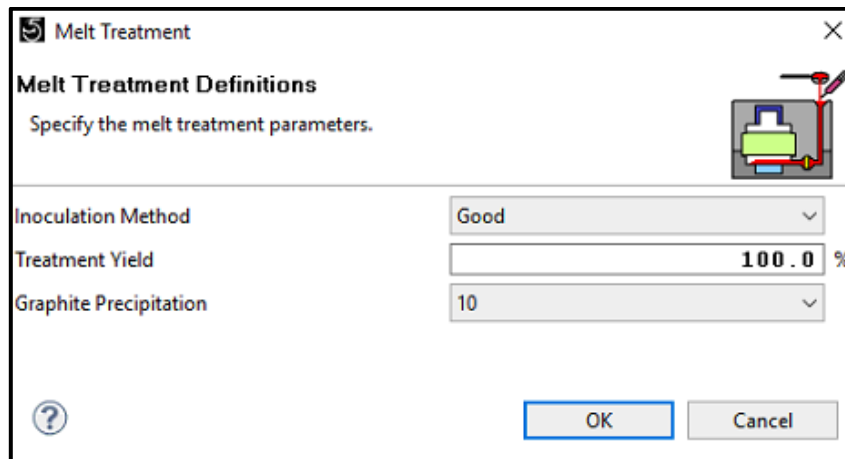 Melt Treatment
Melt Treatment Definitions
Specify the melt treatment parameters.
Inoculation Method Good
Treatment Yield 100.0 %
Graphite Precipitation 10
? OK Cancel